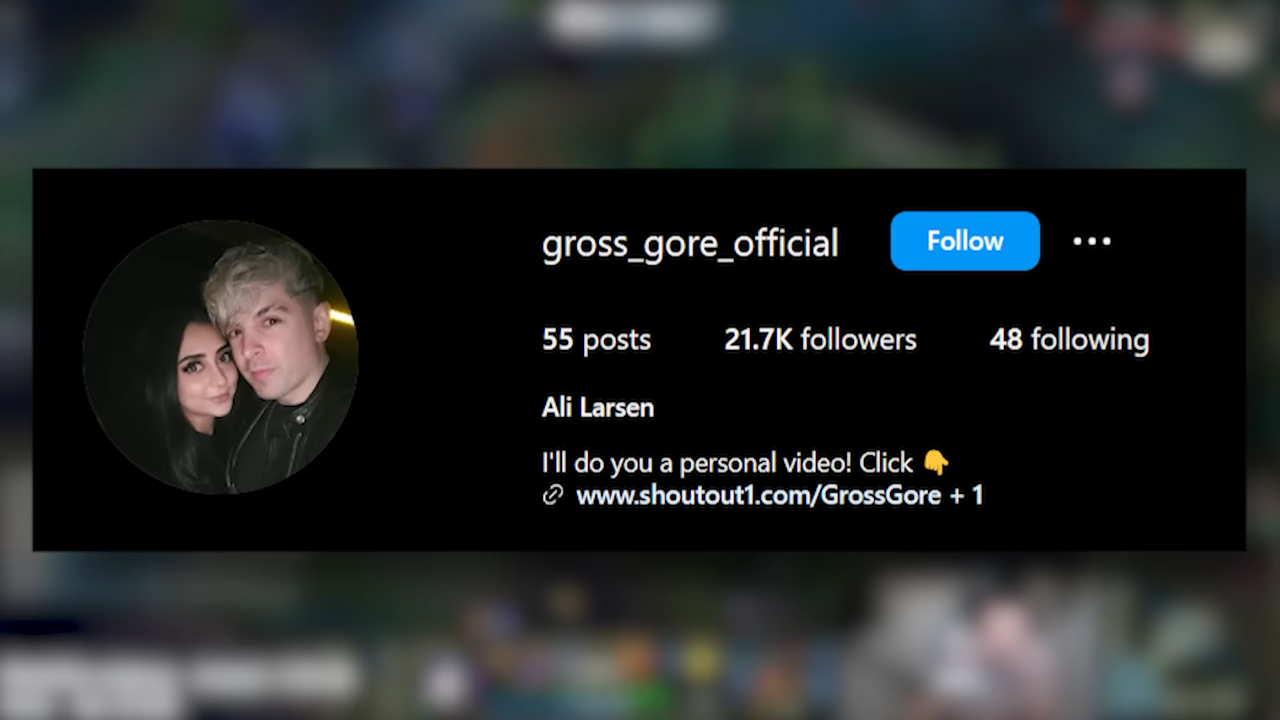 gross_gore_official Follow
55 posts 21.7K followers 48 following
Ali Larsen
I'll do you a personal video! Click 👇
www.shoutout1.com/GrossGore + 1